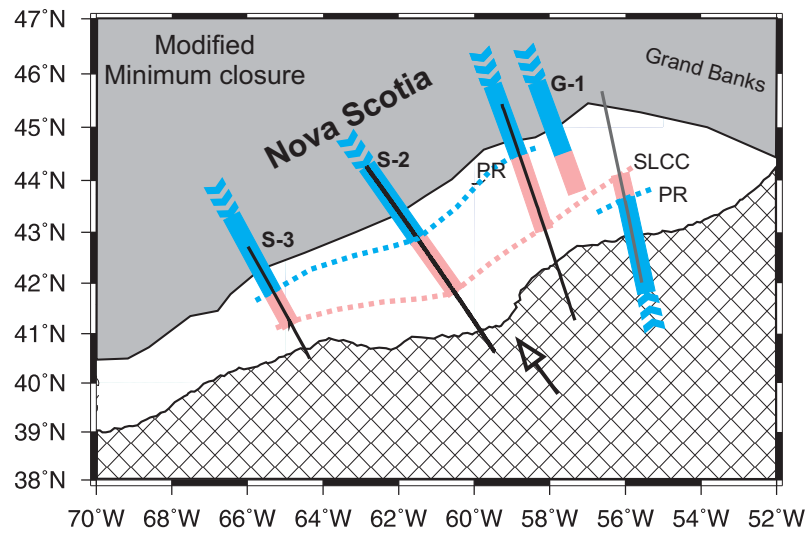 47˚N
46˚N
45˚N
44˚N
43˚N
42˚N
41˚N
40˚N
39˚N
38˚N
Modified
Minimum closure
Nova Scotia
Grand Banks
G-1
S-2
S-3
PR
SLCC
PR
70˚W 68˚W 66˚W 64˚W 62˚W 60˚W 58˚W 56˚W 54˚W 52˚W